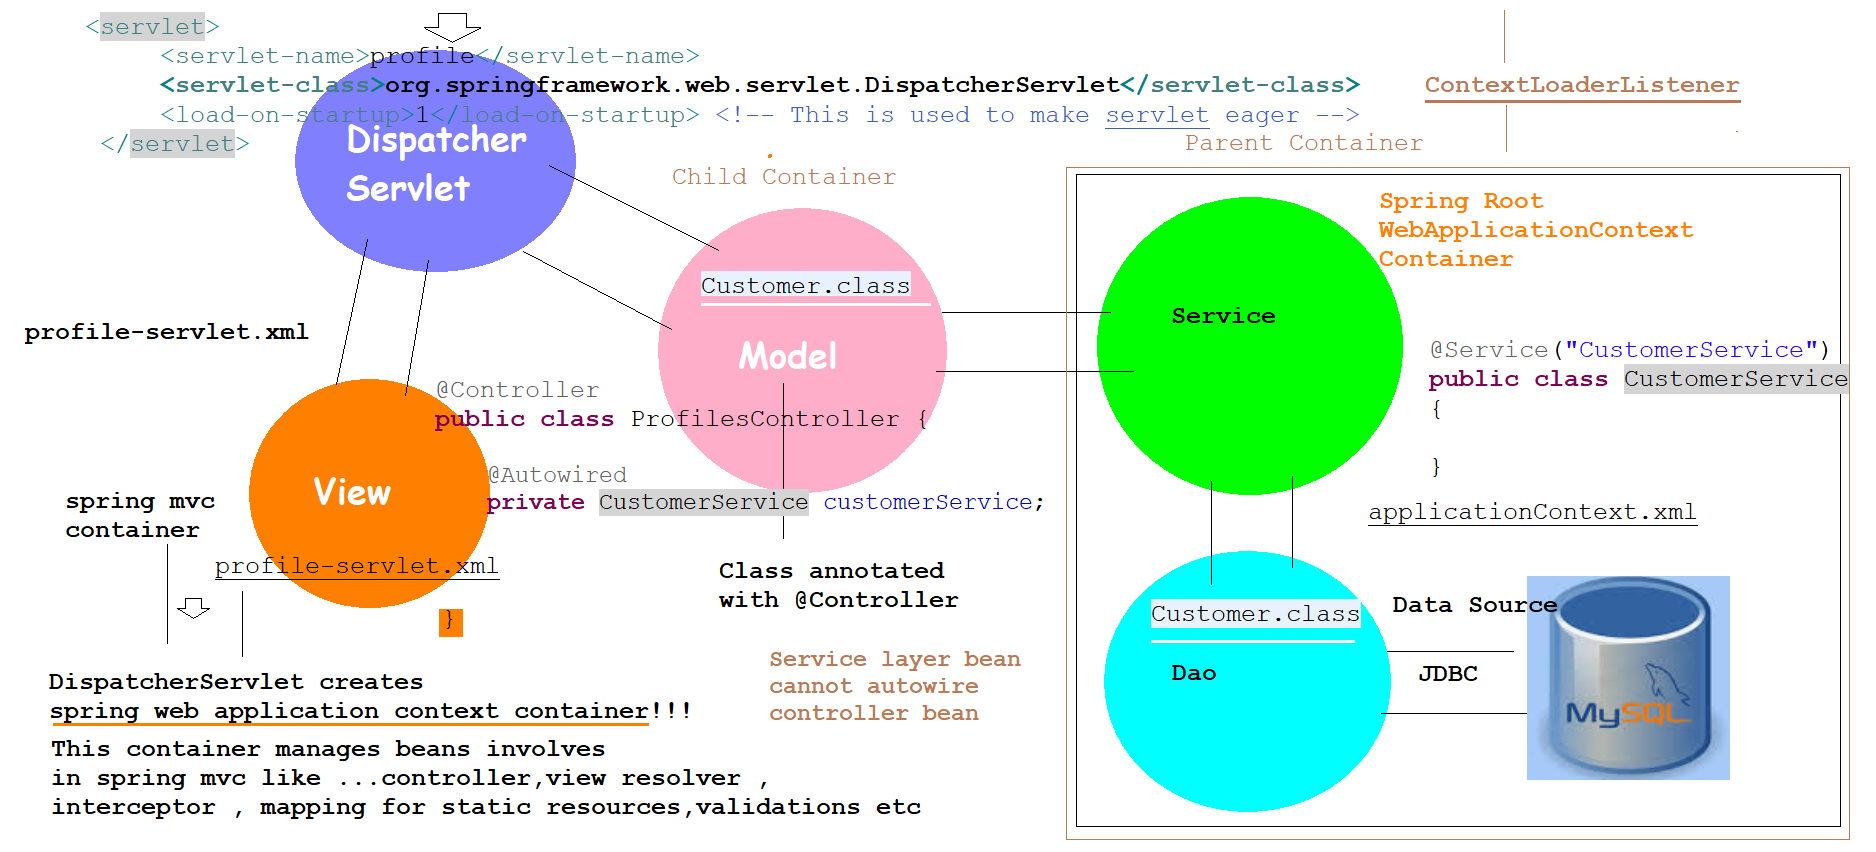 <servlet>
<servlet-name>profile</servlet-name>
<servlet-class>org.springframework.web.servlet.DispatcherServlet</servlet-class>
<load-on-startup>1</load-on-startup> <!-- This is used to make servlet eager -->
</servlet>
ContextLoaderListener
Parent Container
Dispatcher
Servlet
Child Container
Spring Root
WebApplicationContext
Container
Customer.class
Model
Service
profile-servlet.xml
@Service("CustomerService")
public class CustomerService
{
}
applicationContext.xml
@Controller
public class ProfilesController {
@Autowired
private CustomerService customerService;
View
spring mvc
container
profile-servlet.xml
}
Class annotated
with @Controller
Customer.class
Dao
Data Source
JDBC
MySQL
Service layer bean
cannot autowire
controller bean
DispatcherServlet creates
spring web application context container!!!
This container manages beans involves
in spring mvc like ...controller,view resolver ,
interceptor , mapping for static resources,validations etc